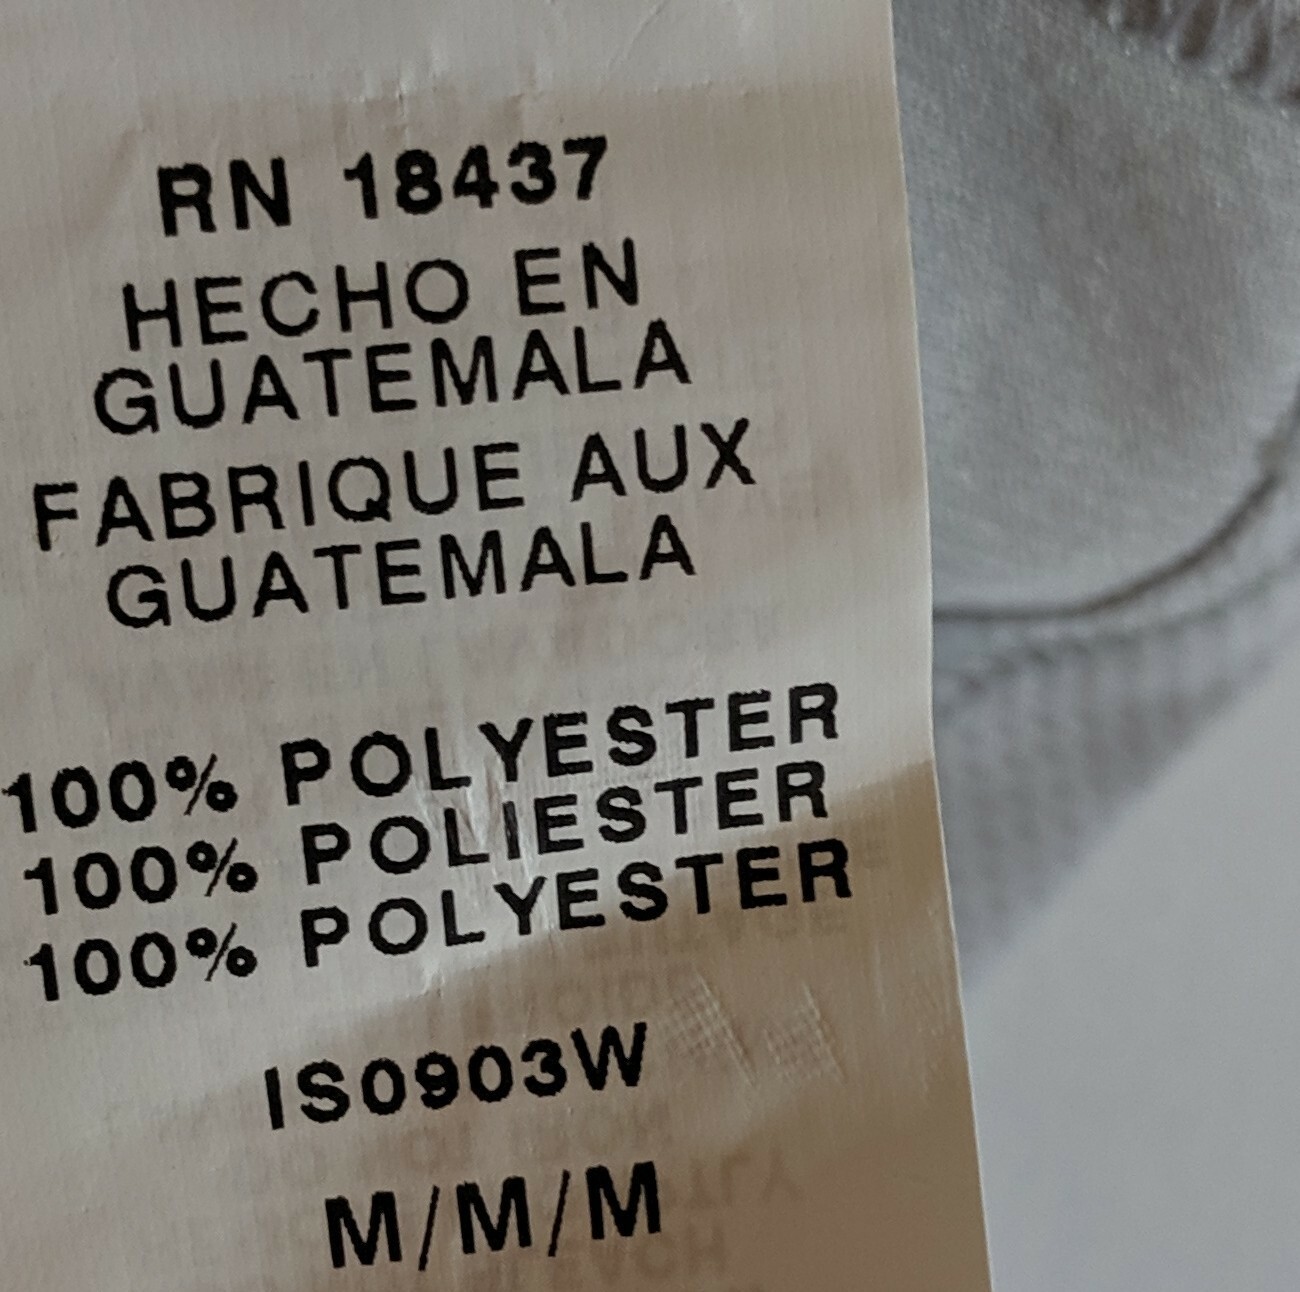 RN 18437
HECHO EN
GUATEMALA
FABRIQUE AUX
GUATEMALA
100% POLYESTER
100% POLIESTER
100% POLYESTER
IS0903W
M/M/M